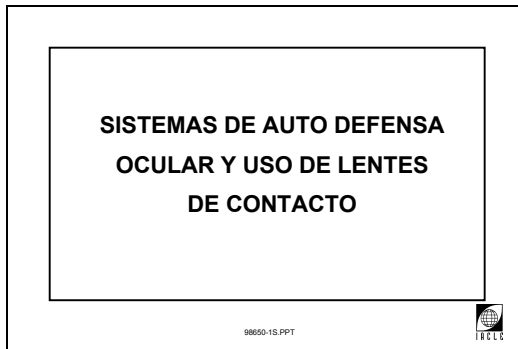 SISTEMAS DE AUTO DEFENSA
OCULAR Y USO DE LENTES
DE CONTACTO
98650-1S.PPT
IACLE